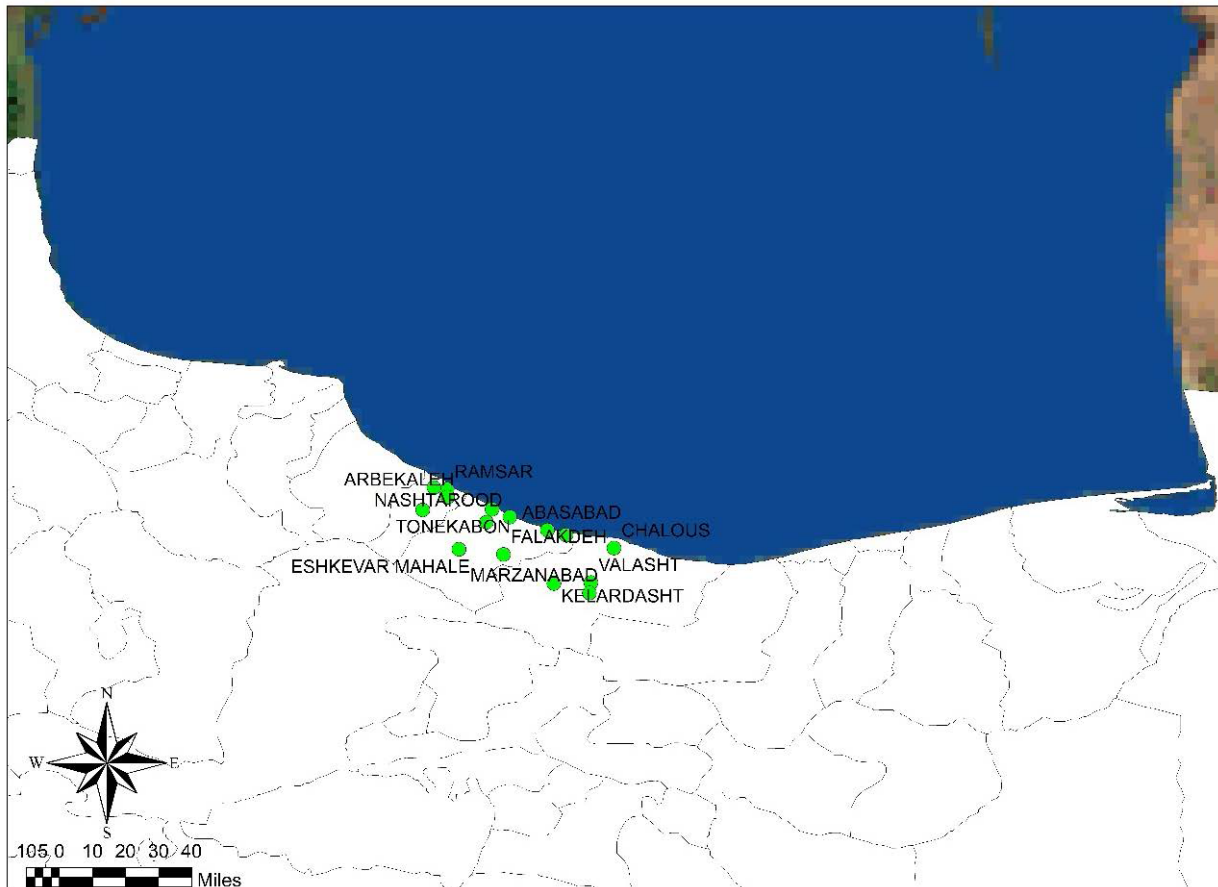 ARBEKALEH
RAMSAR
NASHTAROOD
TONEKABON
ABASABAD
FALAKDEH
CHALOUS
ESHKEVAR MAHALE
MARZANABAD
VALASHT
KELARDASHT
N
W
E
S
105 0 10 20 30 40
Miles